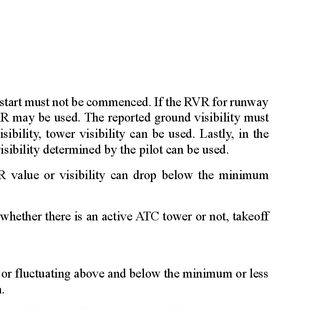 start must not be commenced. If the RVR for runway
R may be used. The reported ground visibility must
isibility, tower visibility can be used. Lastly, in the
isibility determined by the pilot can be used.
R value or visibility can drop below the minimum
whether there is an active ATC tower or not, takeoff
or fluctuating above and below the minimum or less